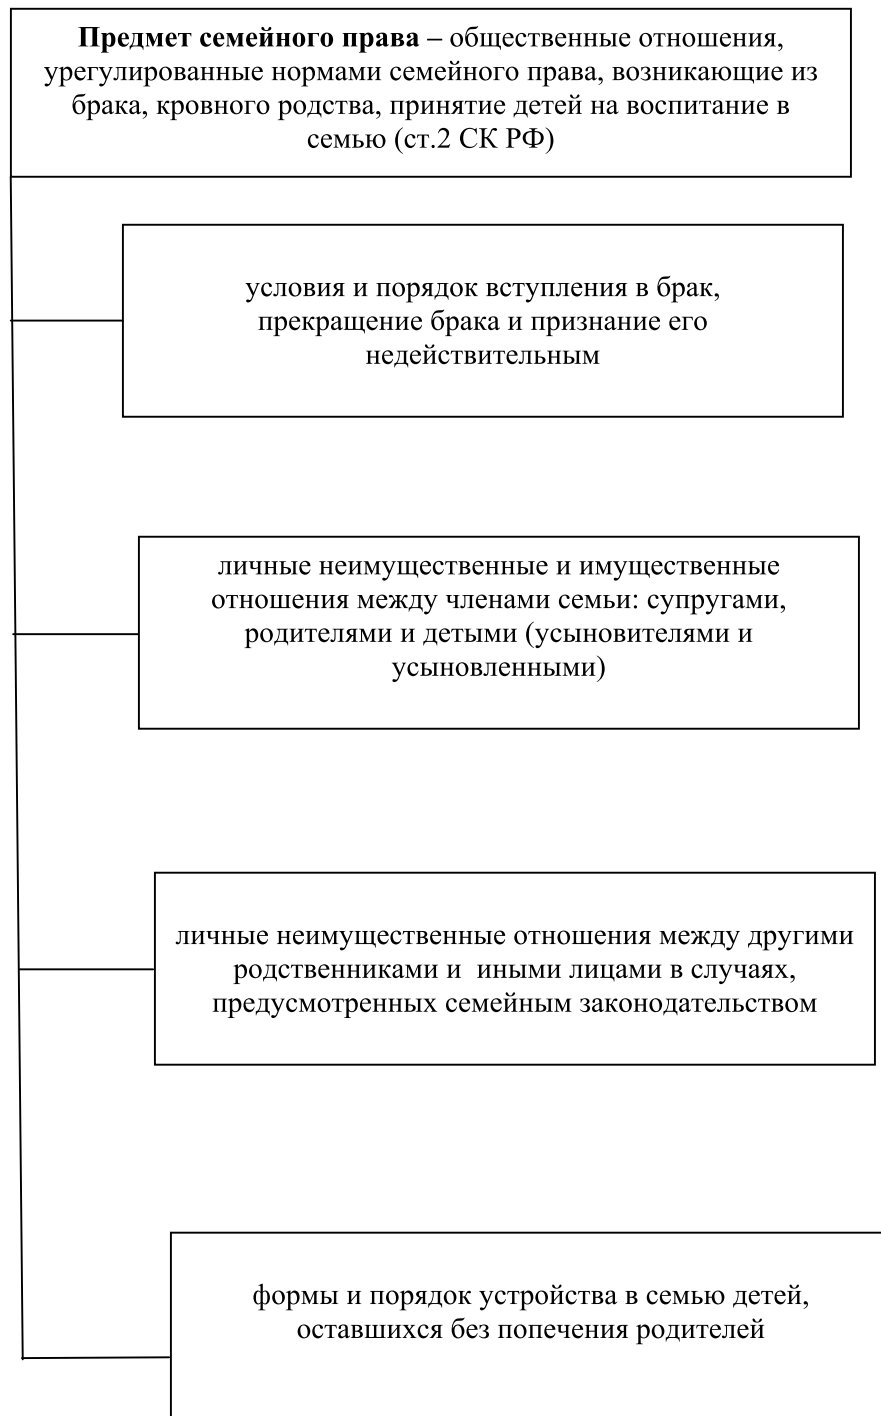 Предмет семейного права – общественные отношения,
урегулированные нормами семейного права, возникающие из
брака, кровного родства, принятие детей на воспитание в
семью (ст.2 СК РФ)
условия и порядок вступления в брак,
прекращение брака и признание его
недействительным
личные неимущественные и имущественные
отношения между членами семьи: супругами,
родителями и детыми (усыновителями и
усыновленными)
личные неимущественные отношения между другими
родственниками и  иными лицами в случаях,
предусмотренных семейным законодательством
формы и порядок устройства в семью детей,
оставшихся без попечения родителей